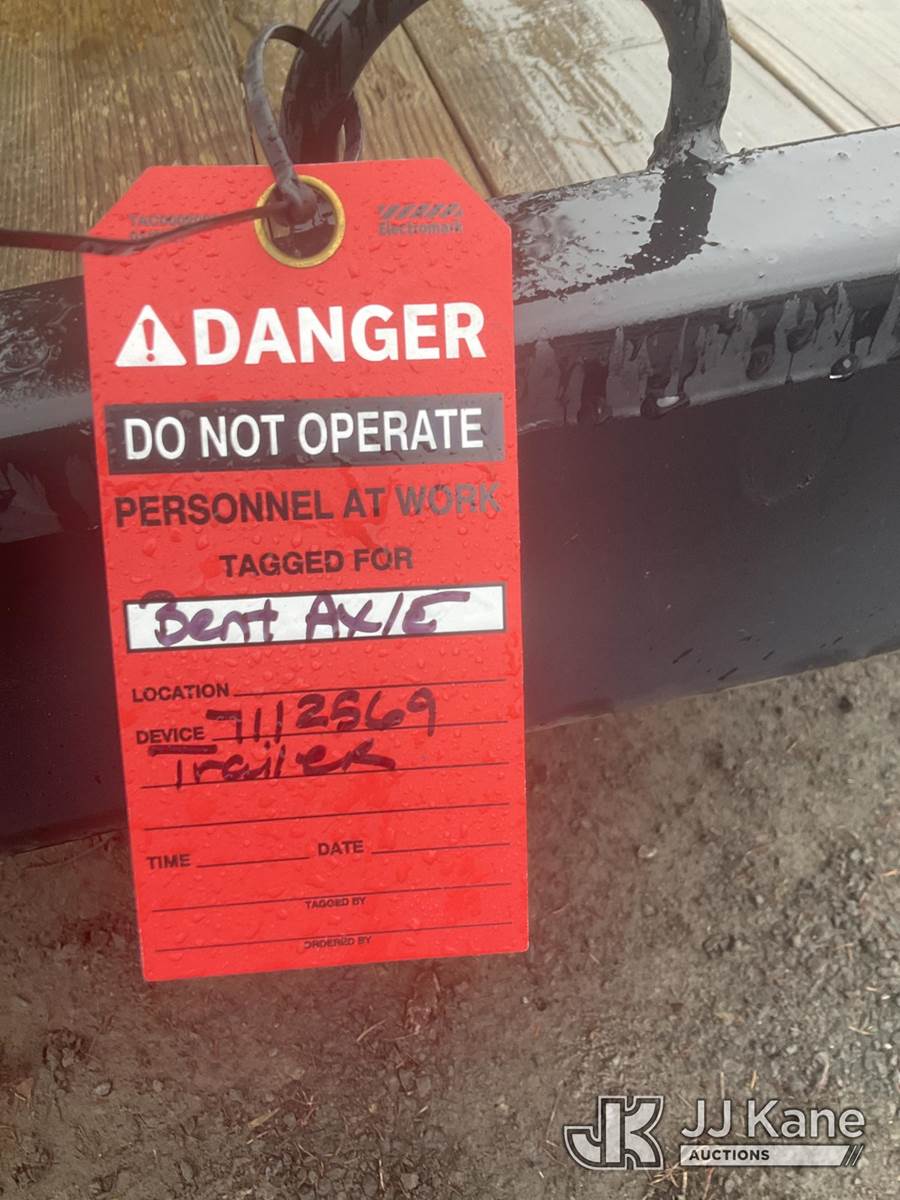 Electromark
DANGER
DO NOT OPERATE
PERSONNEL AT WORK
TAGGED FOR
Bent AxlE
LOCATION
DEVICE 7112569
Trailer
TIME DATE
TAGGED BY
ORDERED BY
JK JJ Kane
AUCTIONS